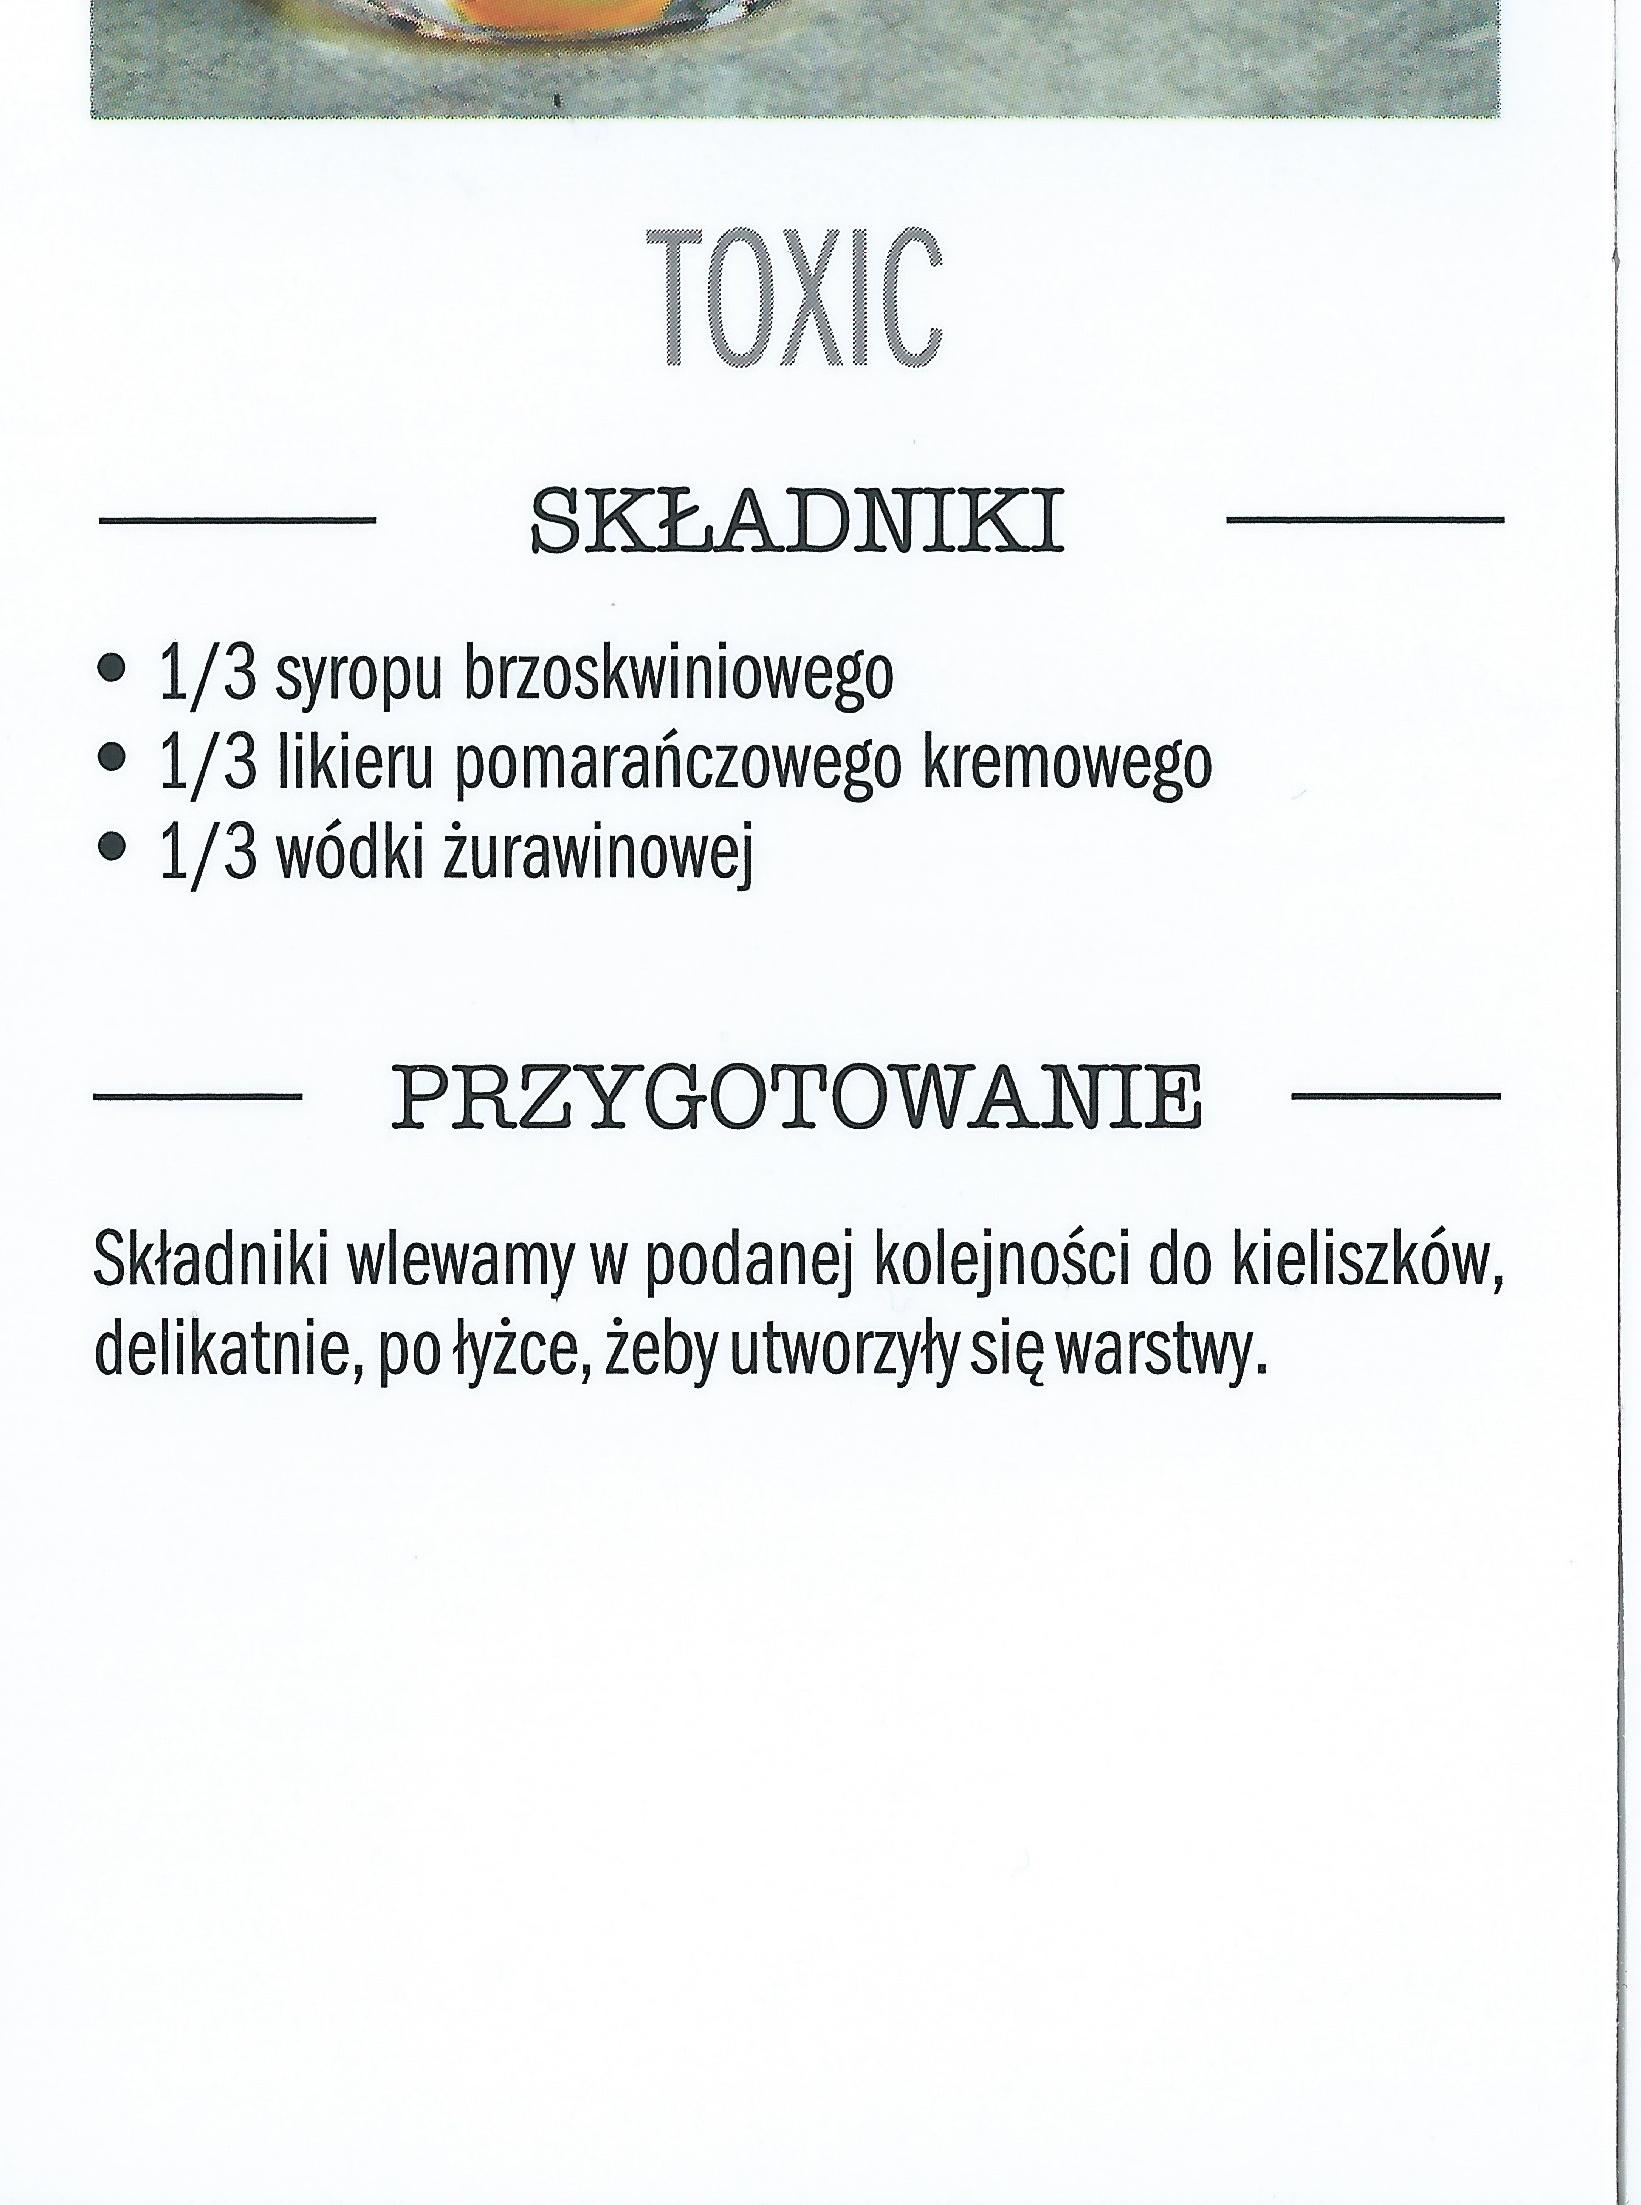 TOXIC
SKŁADNIKI
• 1/3 syropu brzoskwiniowego
• 1/3 likieru pomarańczowego kremowego
• 1/3 wódki żurawinowej
PRZYGOTOWANIE
Składniki wlewamy w podanej kolejności do kieliszków,
delikatnie, po łyżce, żeby utworzyły się warstwy.